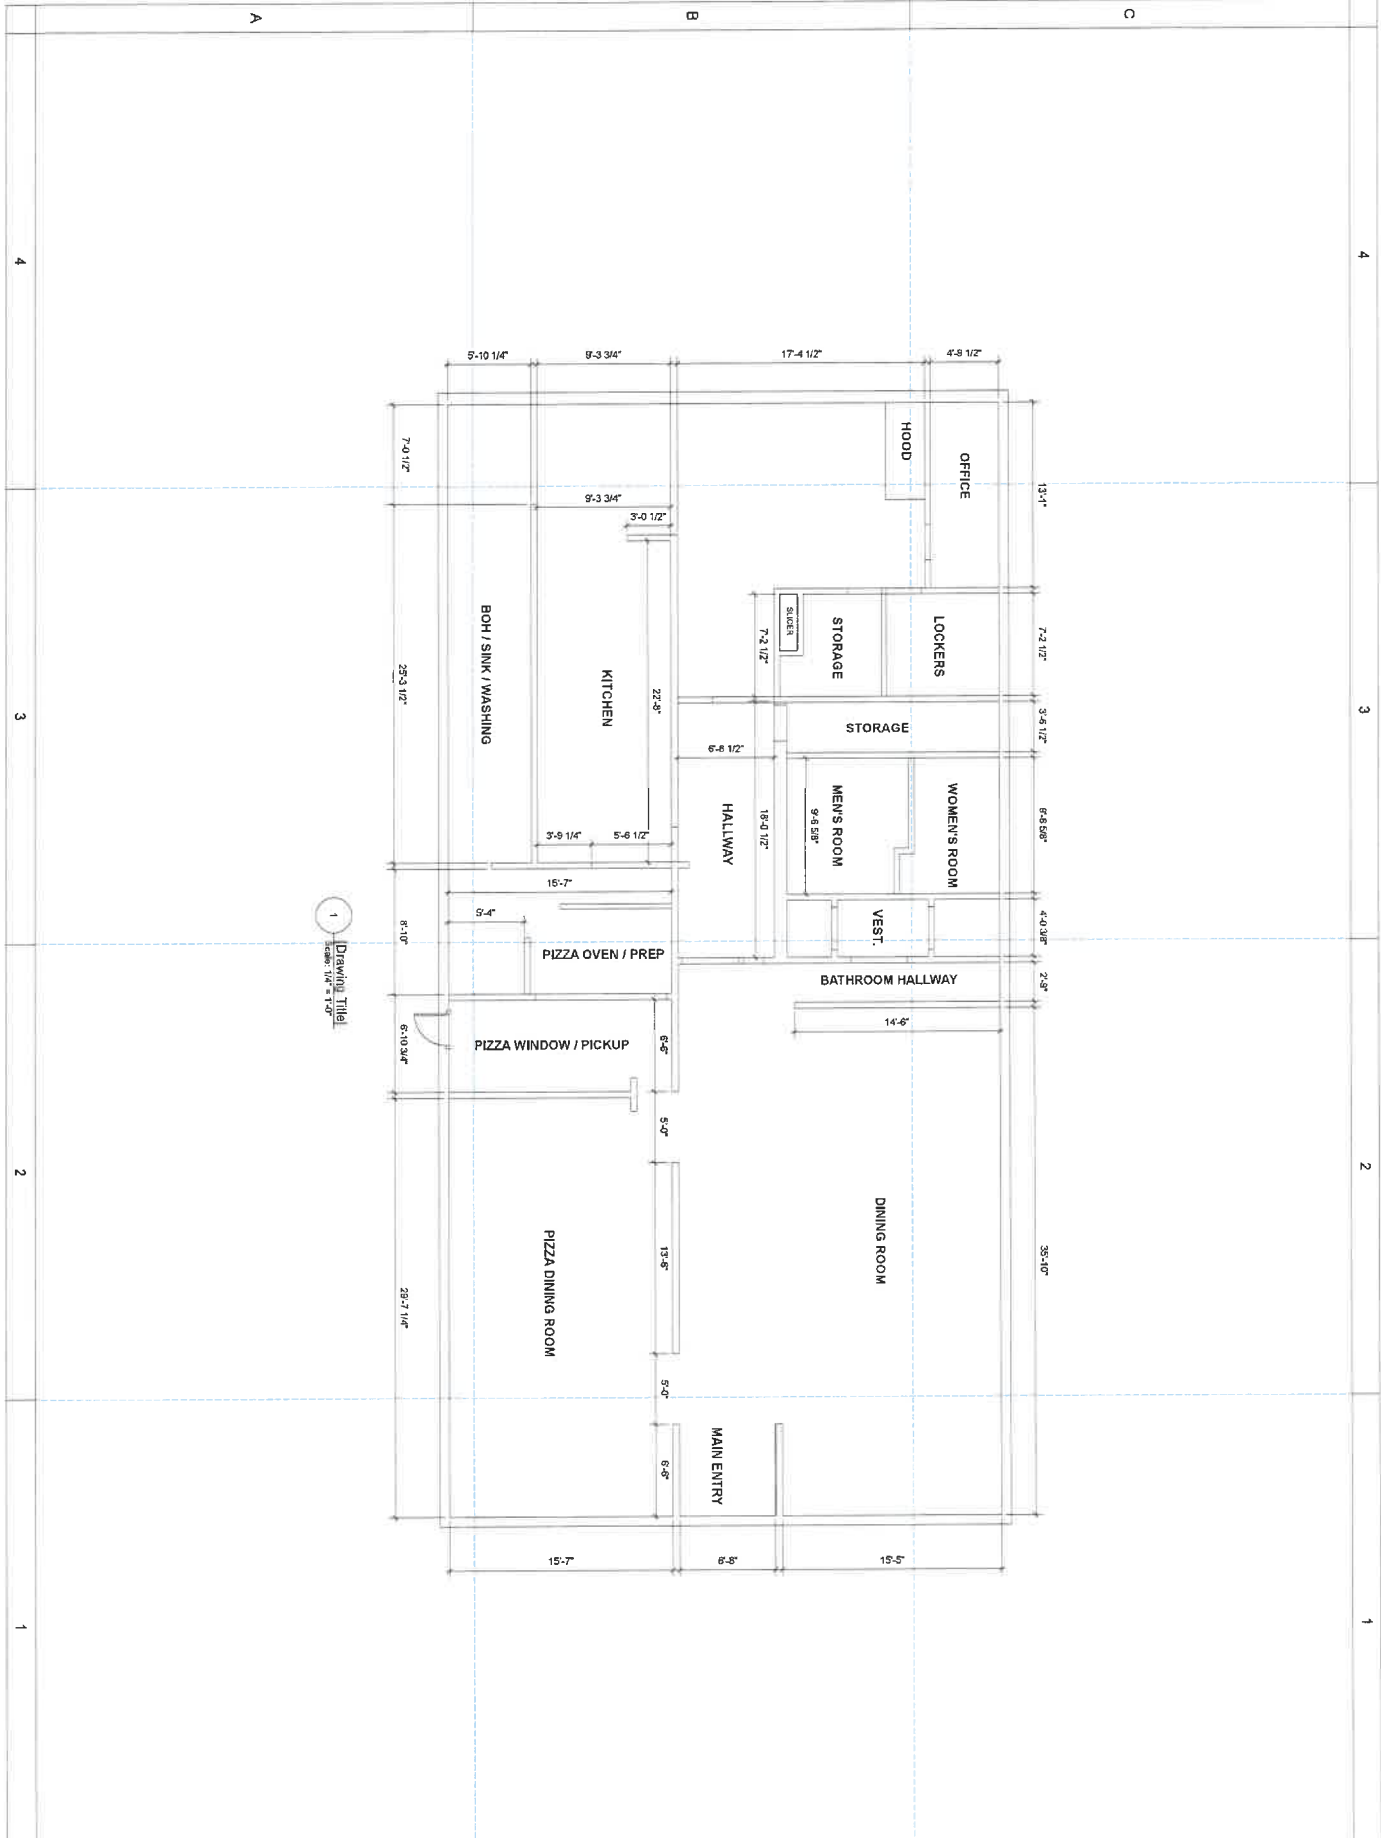 A
B
C
4
4
5'-10 1/4"
9'-3 3/4"
17'-4 1/2"
4'-9 1/2"
7'-0 1/2"
HOOD
OFFICE
13'-1"
9'-3 3/4"
3'-0 1/2"
BOH / SINK / WASHING
25'-3 1/2"
KITCHEN
22'-8"
7'-2 1/2"
SLICER
STORAGE
LOCKERS
7'-2 1/2"
3
3
STORAGE
3'-6 1/2"
6'-8 1/2"
HALLWAY
18'-0 1/2"
9'-6 5/8"
MEN'S ROOM
WOMEN'S ROOM
9'-6 5/8"
3'-9 1/4"
5'-6 1/2"
15'-7"
1
Drawing Title
Scale: 1/4" = 1'-0"
8'-10"
5'-4"
PIZZA OVEN / PREP
VEST.
4'-0 3/8"
BATHROOM HALLWAY
2'-9"
14'-6"
6'-10 3/4"
PIZZA WINDOW / PICKUP
6'-6"
5'-0"
2
2
DINING ROOM
35'-10"
13'-6"
PIZZA DINING ROOM
29'-7 1/4"
5'-0"
MAIN ENTRY
6'-6"
15'-7"
6'-8"
15'-5"
1
1